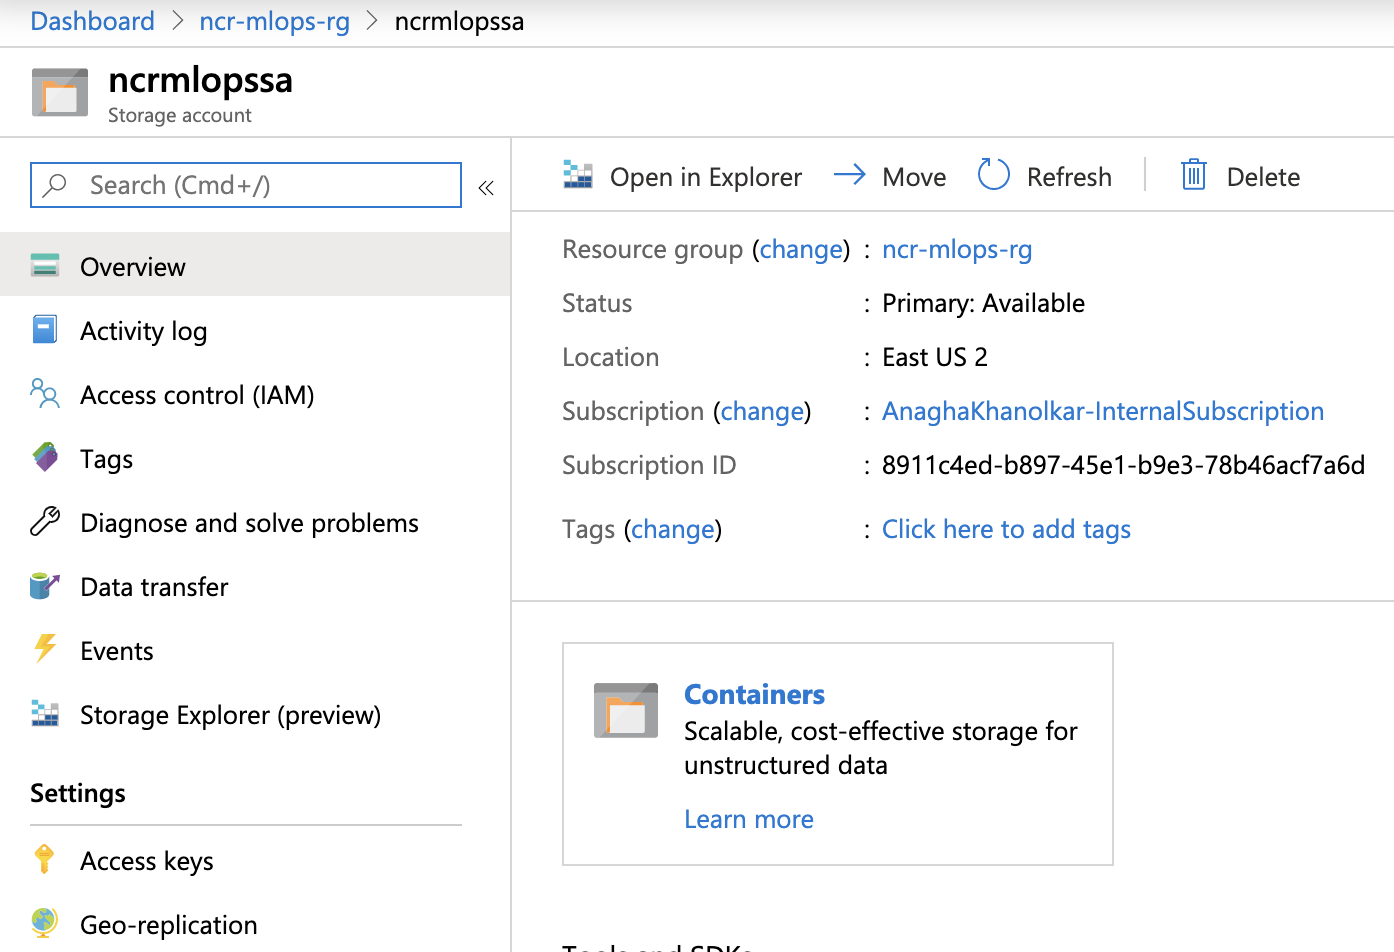 Dashboard > ncr-mlops-rg > ncrmlopssa
ncrmlopssa
Storage account
Search (Cmd+/)
«
Overview
Activity log
Access control (IAM)
Tags
Diagnose and solve problems
Data transfer
Events
Storage Explorer (preview)
Settings
Access keys
Geo-replication
Open in Explorer Move Refresh Delete
Resource group (change) : ncr-mlops-rg
Status : Primary: Available
Location : East US 2
Subscription (change) : AnaghaKhanolkar-InternalSubscription
Subscription ID : 8911c4ed-b897-45e1-b9e3-78b46acf7a6d
Tags (change) : Click here to add tags
Containers
Scalable, cost-effective storage for
unstructured data
Learn more
Tools and SDKs